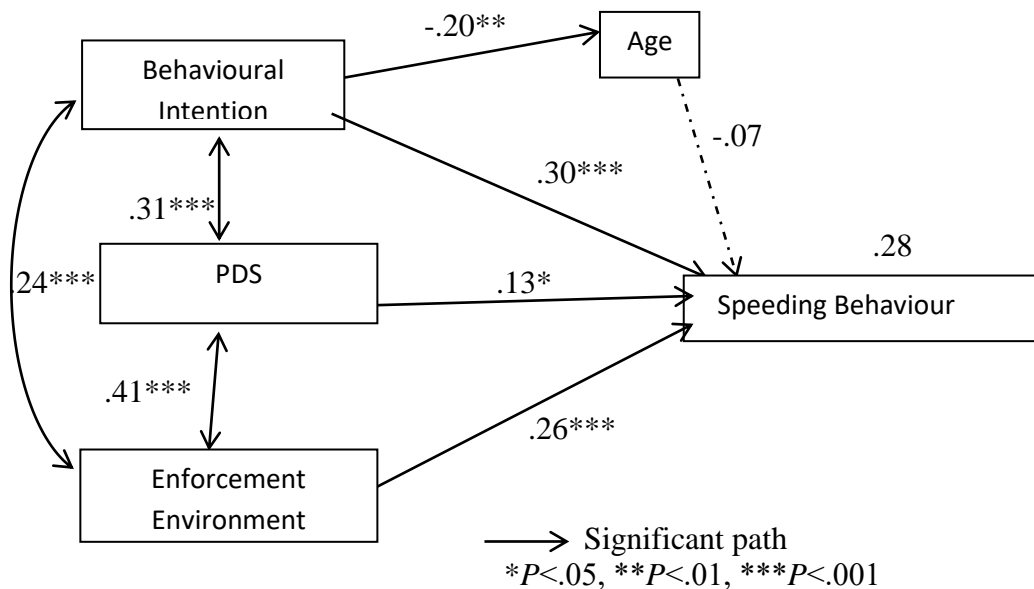 -.20**
Age
Behavioural
Intention
-.07
.30***
.31***
.28
PDS
.24***
.13*
Speeding Behaviour
.41***
.26***
Enforcement
Environment
Significant path
*P<.05, **P<.01, ***P<.001